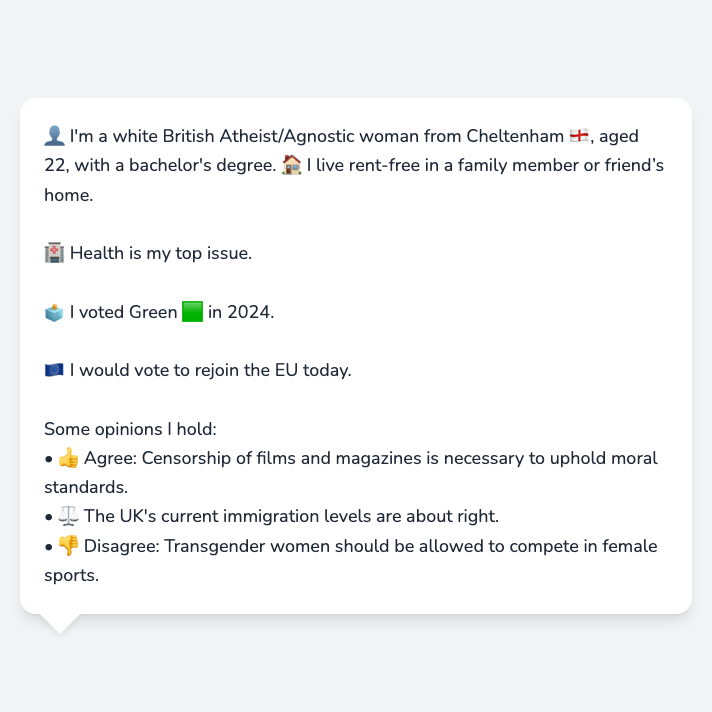 👤 I'm a white British Atheist/Agnostic woman from Cheltenham 🏴󠁧󠁢󠁥󠁮󠁧󠁿, aged
22, with a bachelor's degree. 🏠 I live rent-free in a family member or friend’s
home.
🏥 Health is my top issue.
🗳️ I voted Green 🟩 in 2024.
🇪🇺 I would vote to rejoin the EU today.
Some opinions I hold:
• 👍 Agree: Censorship of films and magazines is necessary to uphold moral
standards.
• ⚖️ The UK's current immigration levels are about right.
• 👎 Disagree: Transgender women should be allowed to compete in female
sports.